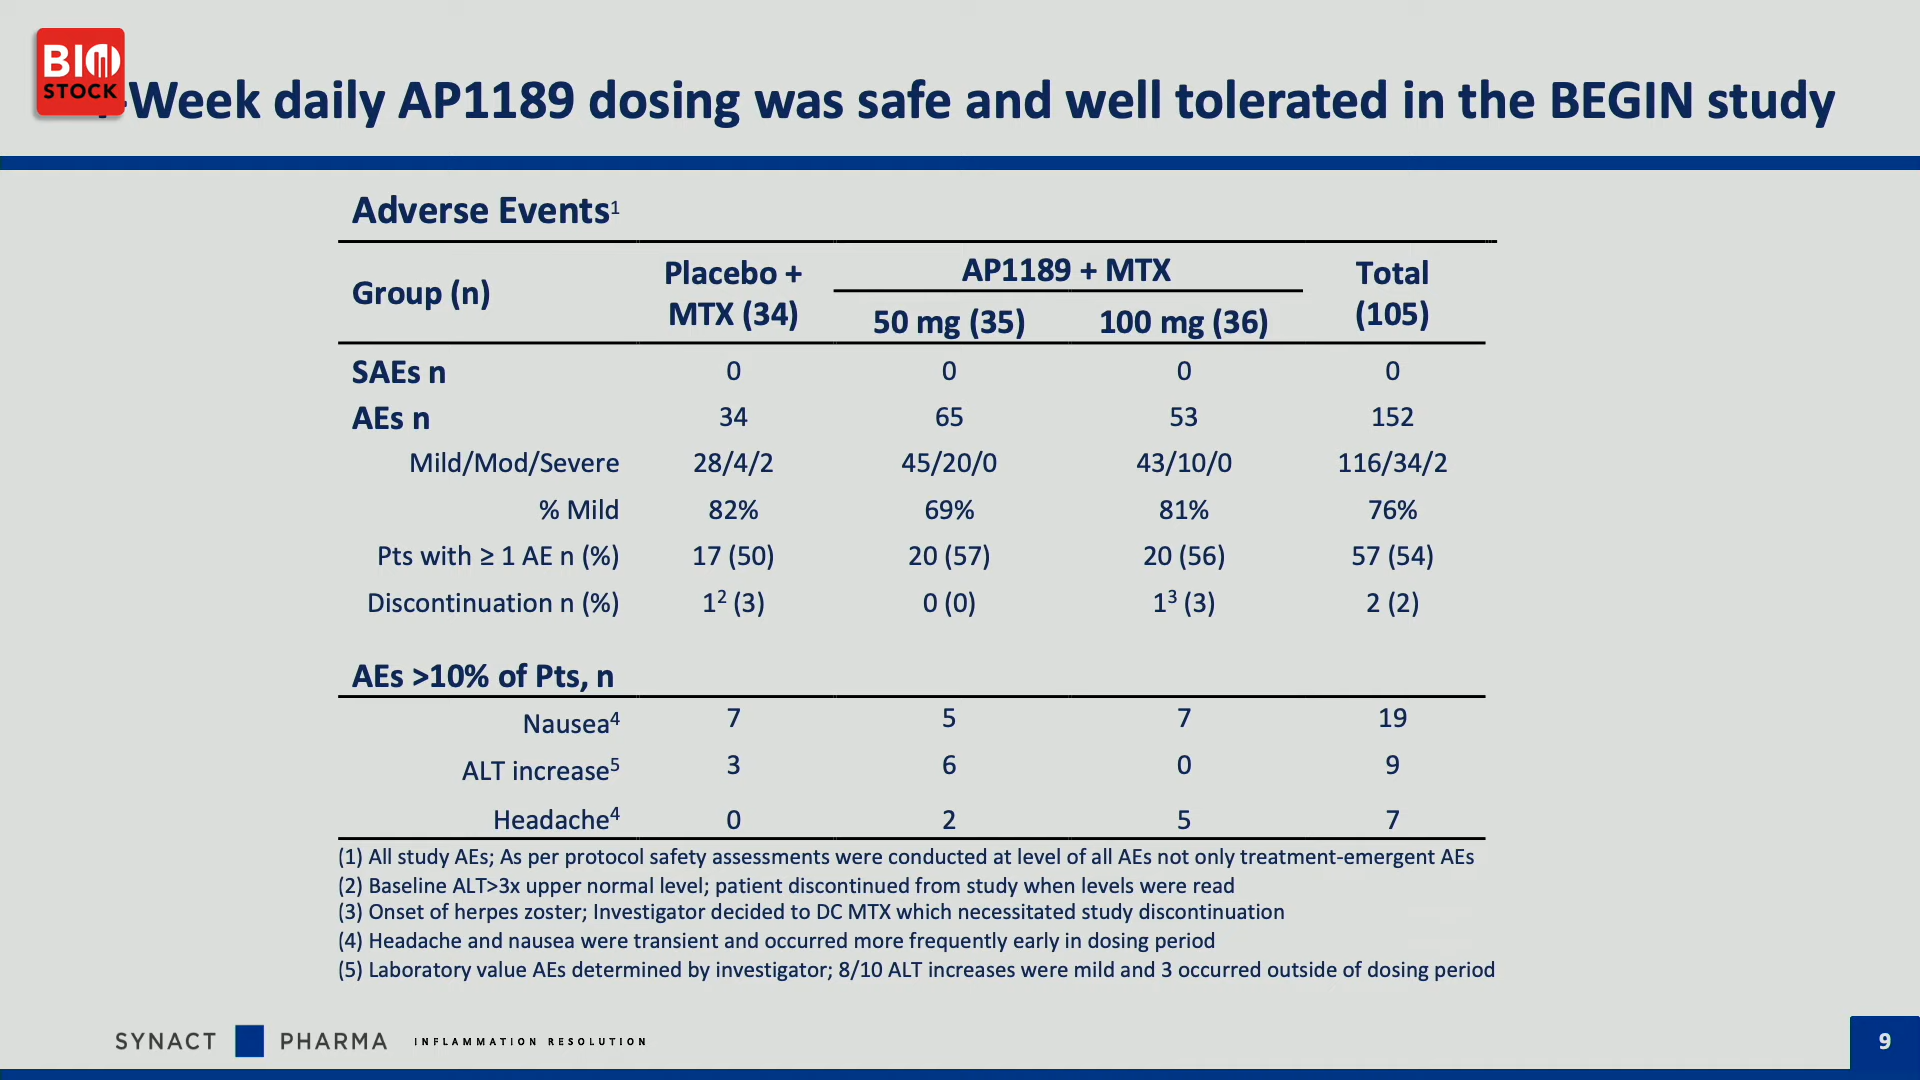 BIO
STOCK
-Week daily AP1189 dosing was safe and well tolerated in the BEGIN study
Adverse Events1
Group (n) Placebo + MTX (34) AP1189 + MTX Total (105)
50 mg (35) 100 mg (36)
SAEs n 0 0 0 0
AEs n 34 65 53 152
Mild/Mod/Severe 28/4/2 45/20/0 43/10/0 116/34/2
% Mild 82% 69% 81% 76%
Pts with ≥ 1 AE n (%) 17 (50) 20 (57) 20 (56) 57 (54)
Discontinuation n (%) 1² (3) 0 (0) 1³ (3) 2 (2)
AEs >10% of Pts, n
Nausea⁴ 7 5 7 19
ALT increase⁵ 3 6 0 9
Headache⁴ 0 2 5 7
(1) All study AEs; As per protocol safety assessments were conducted at level of all AEs not only treatment-emergent AEs
(2) Baseline ALT>3x upper normal level; patient discontinued from study when levels were read
(3) Onset of herpes zoster; Investigator decided to DC MTX which necessitated study discontinuation
(4) Headache and nausea were transient and occurred more frequently early in dosing period
(5) Laboratory value AEs determined by investigator; 8/10 ALT increases were mild and 3 occurred outside of dosing period
SYNACT PHARMA INFLAMMATION RESOLUTION
9